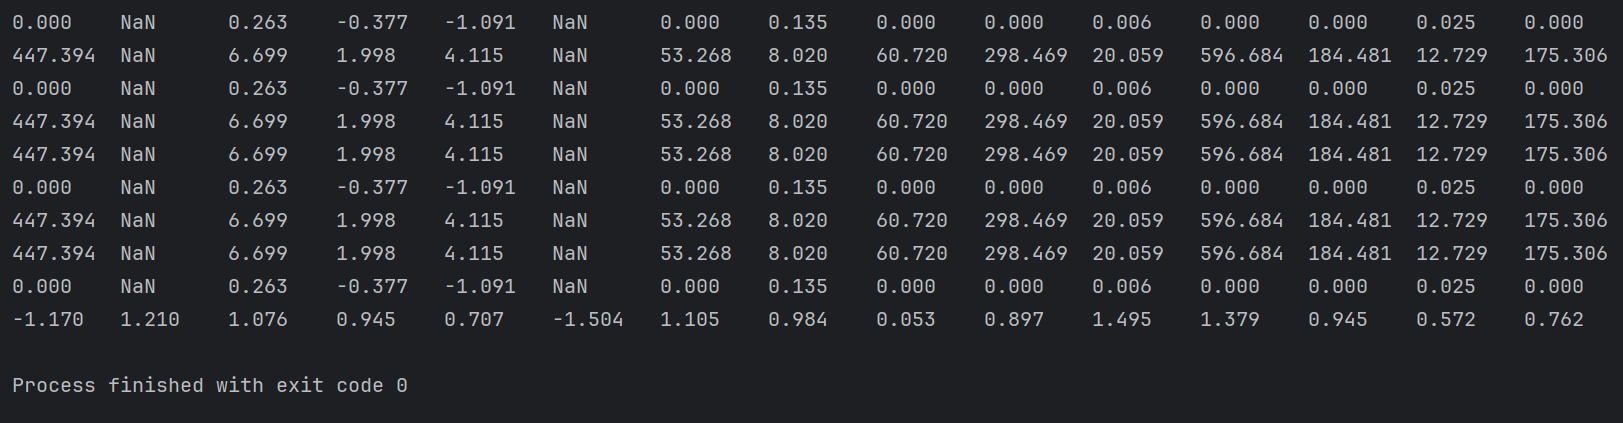 0.000 NaN 0.263 -0.377 -1.091 NaN 0.000 0.135 0.000 0.000 0.006 0.000 0.000 0.025 0.000
447.394 NaN 6.699 1.998 4.115 NaN 53.268 8.020 60.720 298.469 20.059 596.684 184.481 12.729 175.306
0.000 NaN 0.263 -0.377 -1.091 NaN 0.000 0.135 0.000 0.000 0.006 0.000 0.000 0.025 0.000
447.394 NaN 6.699 1.998 4.115 NaN 53.268 8.020 60.720 298.469 20.059 596.684 184.481 12.729 175.306
447.394 NaN 6.699 1.998 4.115 NaN 53.268 8.020 60.720 298.469 20.059 596.684 184.481 12.729 175.306
0.000 NaN 0.263 -0.377 -1.091 NaN 0.000 0.135 0.000 0.000 0.006 0.000 0.000 0.025 0.000
447.394 NaN 6.699 1.998 4.115 NaN 53.268 8.020 60.720 298.469 20.059 596.684 184.481 12.729 175.306
447.394 NaN 6.699 1.998 4.115 NaN 53.268 8.020 60.720 298.469 20.059 596.684 184.481 12.729 175.306
0.000 NaN 0.263 -0.377 -1.091 NaN 0.000 0.135 0.000 0.000 0.006 0.000 0.000 0.025 0.000
-1.170 1.210 1.076 0.945 0.707 -1.504 1.105 0.984 0.053 0.897 1.495 1.379 0.945 0.572 0.762
Process finished with exit code 0